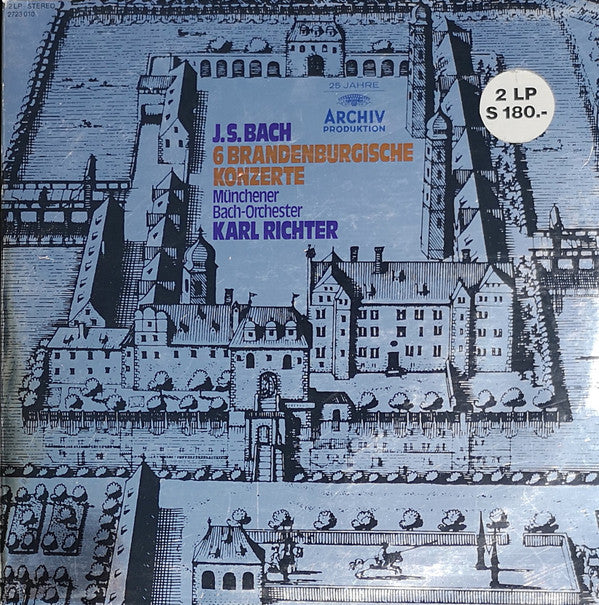 2 LP · STEREO
2723 010
25 JAHRE
ARCHIV
PRODUKTION
2 LP
S 180.-
J. S. BACH
6 BRANDENBURGISCHE
KONZERTE
Münchener
Bach-Orchester
KARL RICHTER